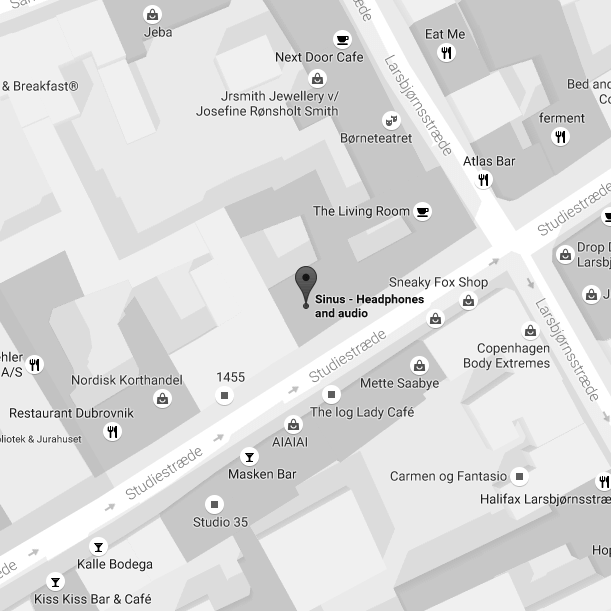 Jeba
Eat Me
Next Door Cafe
Larsbjørnsstræde
& Breakfast®
Jrsmith Jewellery v/
Josefine Rønsholt Smith
Bed and
ferment
Børneteatret
Atlas Bar
The Living Room
Studiestræde
Drop D
Larsbj
Sneaky Fox Shop
Sinus - Headphones
and audio
Larsbjørnsstræde
Studiestræde
Copenhagen
Body Extremes
A/S
Nordisk Korthandel
1455
Mette Saabye
Restaurant Dubrovnik
The log Lady Café
bliotek & Jurahuset
AIAIAI
Masken Bar
Studiestræde
Carmen og Fantasio
Halifax Larsbjørnsstræ
Studio 35
Kalle Bodega
Kiss Kiss Bar & Café